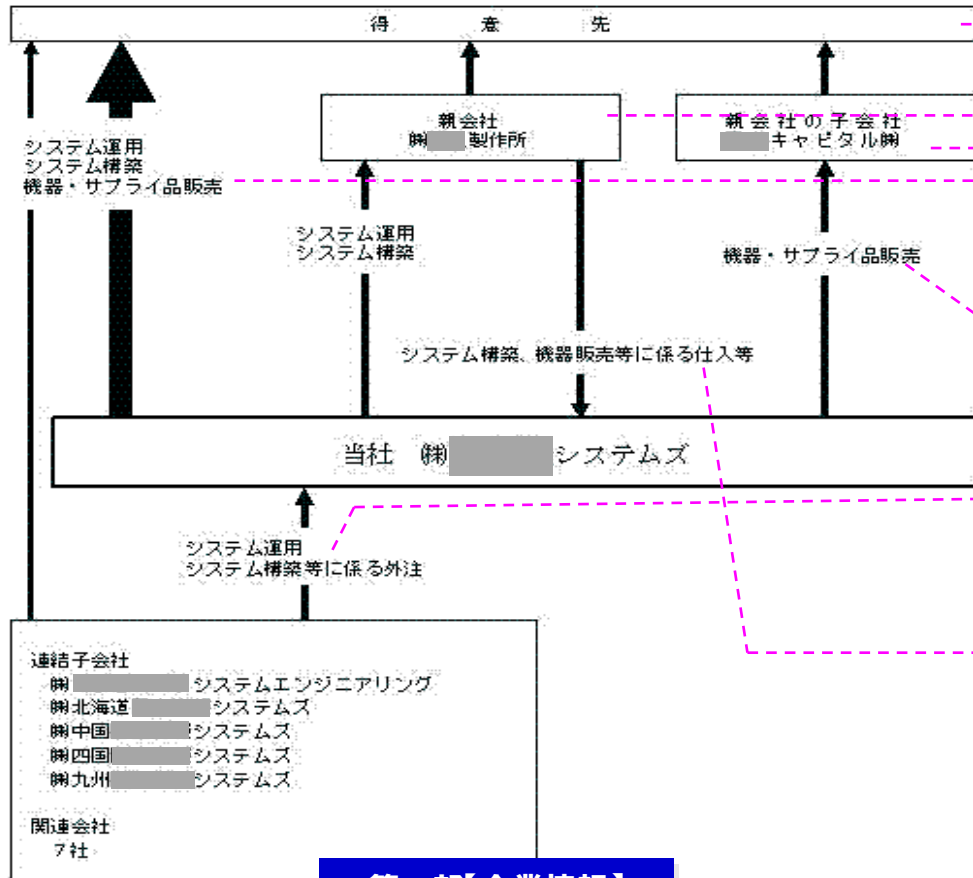 得意先
親会社
㈱製作所
親会社の子会社
キャピタル㈱
システム運用
システム構築
機器・サプライ品販売
システム運用
システム構築
機器・サプライ品販売
システム構築、機器販売等に係る仕入等
当社 ㈱システムズ
システム運用
システム構築等に係る外注
連結子会社
㈱システムエンジニアリング
㈱北海道システムズ
㈱中国システムズ
㈱四国システムズ
㈱九州システムズ
関連会社
7社
【企業情報】